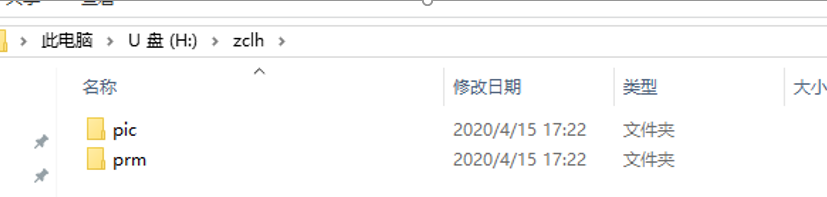 此电脑 › U 盘 (H:) › zclh ›
名称 修改日期 类型 大小
pic 2020/4/15 17:22 文件夹
prm 2020/4/15 17:22 文件夹